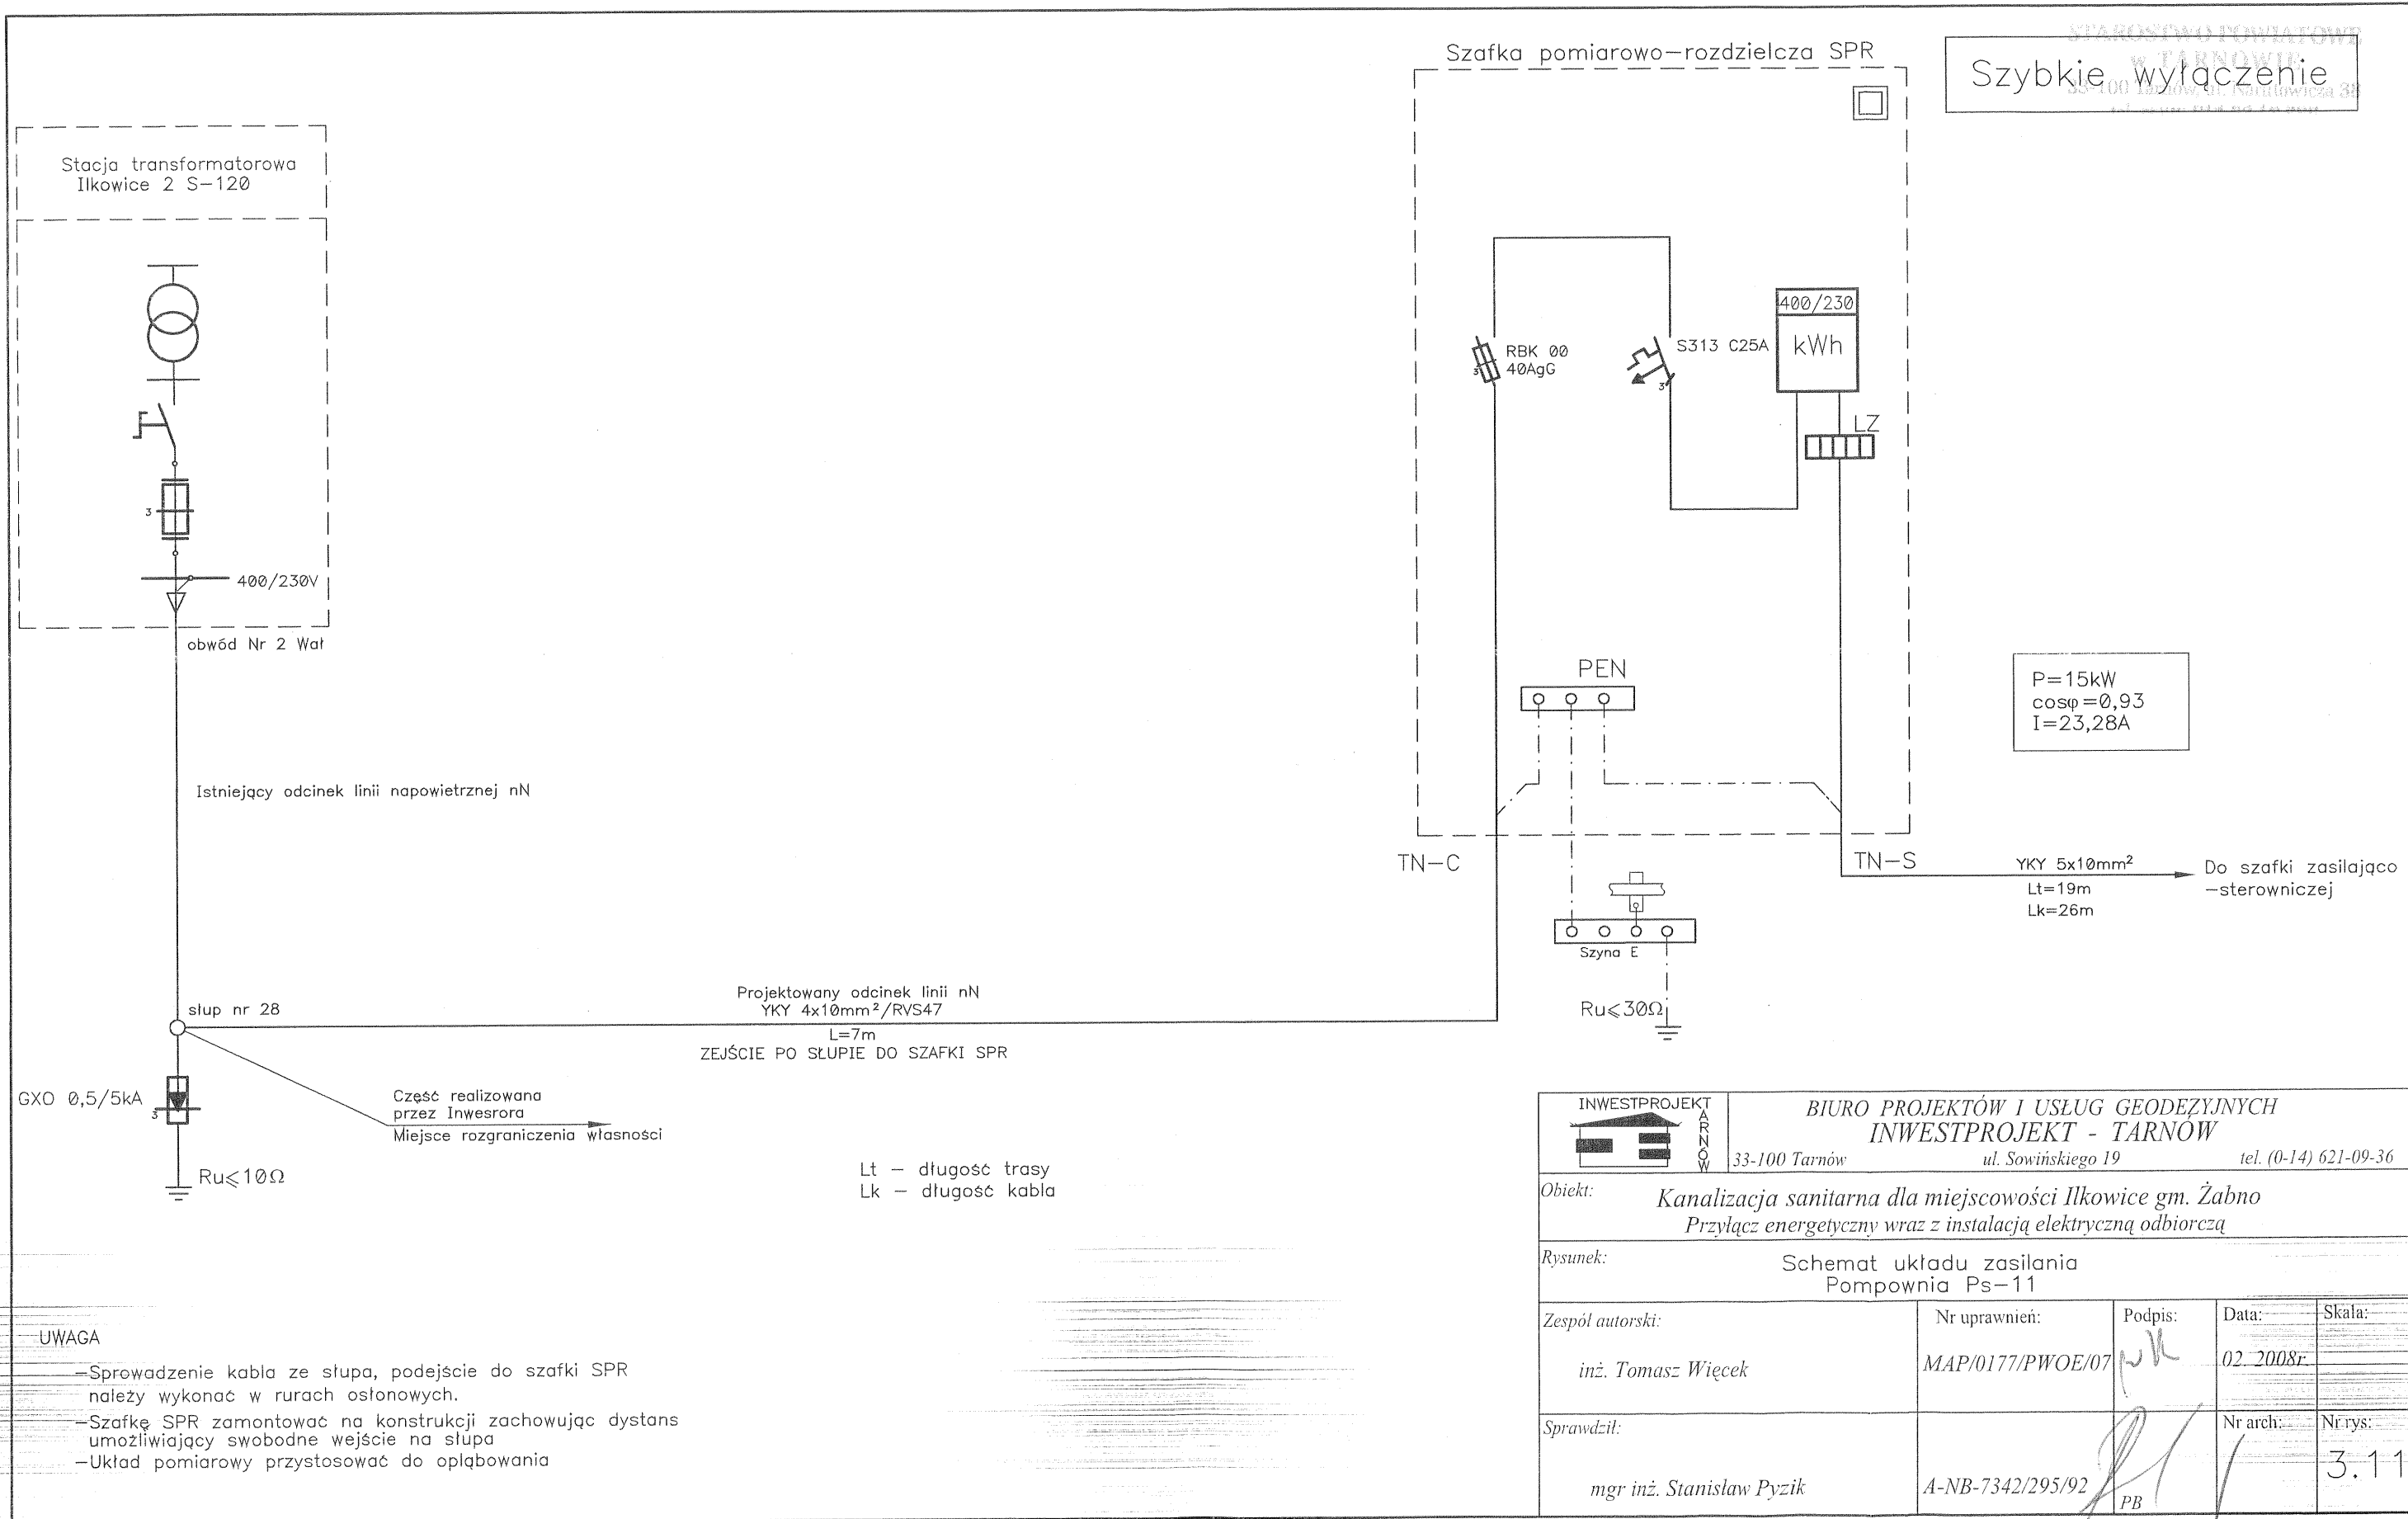 STAROSTWO POWIATOWE
w TARNOWIE
Szybkie wyłączenie
Szafka pomiarowo-rozdzielcza SPR
Stacja transformatorowa
Ilkowice 2 S-120
400/230
kWh
RBK 00
40AgG
3
S313 C25A
3
LZ
3
400/230V
obwód Nr 2 Wał
PEN
P=15kW
cosφ=0,93
I=23,28A
Istniejący odcinek linii napowietrznej nN
TN-C
TN-S
YKY 5x10mm²
Lt=19m
Lk=26m
Do szafki zasilająco
-sterowniczej
Szyna E
Ru⩽30Ω
słup nr 28
Projektowany odcinek linii nN
YKY 4x10mm²/RVS47
L=7m
ZEJŚCIE PO SŁUPIE DO SZAFKI SPR
GXO 0,5/5kA
3
Ru⩽10Ω
Część realizowana
przez Inwesrora
Miejsce rozgraniczenia własności
Lt - długość trasy
Lk - długość kabla
UWAGA
-Sprowadzenie kabla ze słupa, podejście do szafki SPR
należy wykonać w rurach osłonowych.
-Szafkę SPR zamontować na konstrukcji zachowując dystans
umożliwiający swobodne wejście na słupa
-Układ pomiarowy przystosować do opląbowania
INWESTPROJEKT
TARNÓW
BIURO PROJEKTÓW I USŁUG GEODEZYJNYCH
INWESTPROJEKT - TARNÓW
33-100 Tarnów ul. Sowińskiego 19 tel. (0-14) 621-09-36
Obiekt: Kanalizacja sanitarna dla miejscowości Ilkowice gm. Żabno
Przyłącz energetyczny wraz z instalacją elektryczną odbiorczą
Rysunek: Schemat układu zasilania
Pompownia Ps-11
Zespół autorski: Nr uprawnień: Podpis: Data: Skala:
inż. Tomasz Więcek MAP/0177/PWOE/07 02. 2008r.
Sprawdził: Nr arch: Nr rys:
3.11
mgr inż. Stanisław Pyzik A-NB-7342/295/92 PB